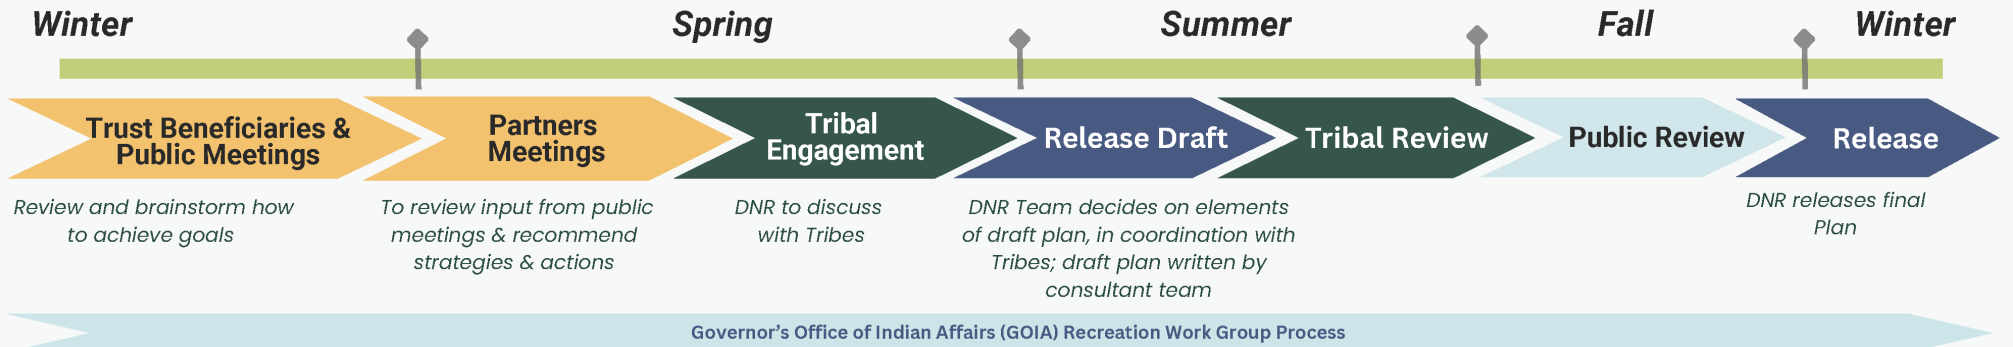 Winter
Spring
Summer
Fall
Winter
Trust Beneficiaries &
Public Meetings
Partners
Meetings
Tribal
Engagement
Release Draft
Tribal Review
Public Review
Release
Review and brainstorm how
to achieve goals
To review input from public
meetings & recommend
strategies & actions
DNR to discuss
with Tribes
DNR Team decides on elements
of draft plan, in coordination with
Tribes; draft plan written by
consultant team
DNR releases final
Plan
Governor's Office of Indian Affairs (GOIA) Recreation Work Group Process